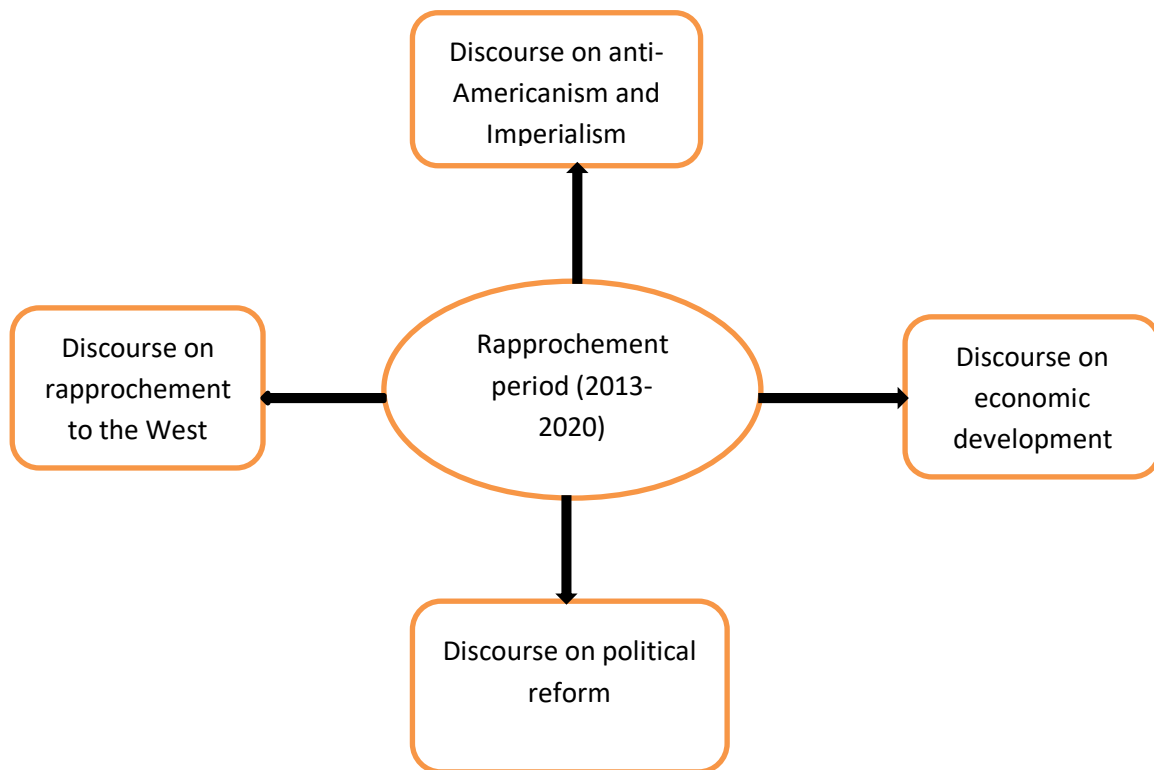 Discourse on anti-
Americanism and
Imperialism
Discourse on
rapprochement
to the West
Rapprochement
period (2013-
2020)
Discourse on
economic
development
Discourse on political
reform